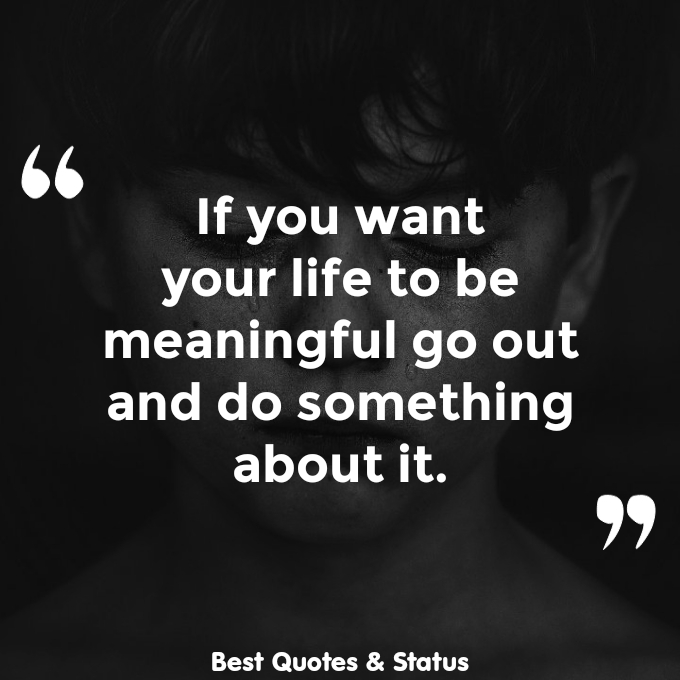 “
If you want
your life to be
meaningful go out
and do something
about it.
”
Best Quotes & Status